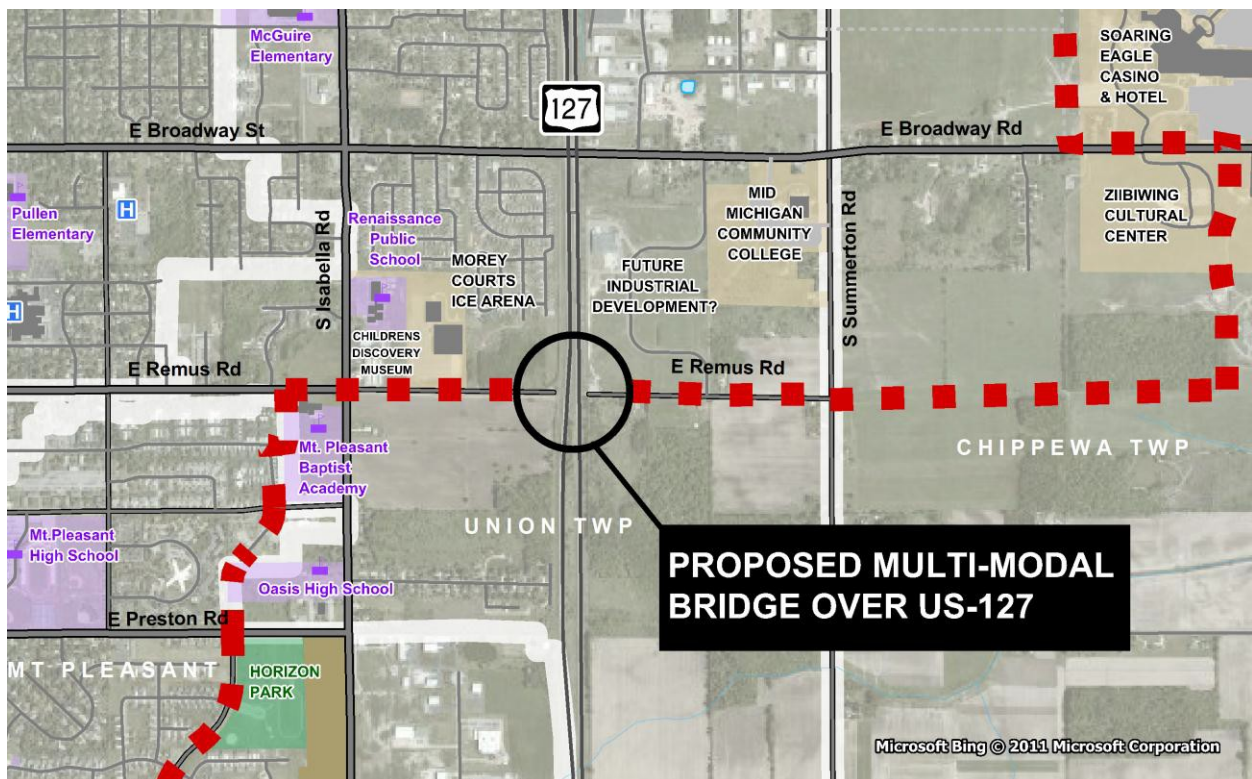 McGuire
Elementary
E Broadway St
127
SOARING
EAGLE
CASINO
& HOTEL
E Broadway Rd
Pullen
Elementary
H
S Isabella Rd
Renaissance
Public
School
MOREY
COURTS
ICE ARENA
FUTURE
INDUSTRIAL
DEVELOPMENT?
MID
MICHIGAN
COMMUNITY
COLLEGE
S Summerton Rd
ZIIBIWING
CULTURAL
CENTER
H
CHILDRENS
DISCOVERY
MUSEUM
E Remus Rd
E Remus Rd
Mt. Pleasant
Baptist
Academy
CHIPPEWA TWP
UNION TWP
Mt.Pleasant
High School
Oasis High School
PROPOSED MULTI-MODAL
BRIDGE OVER US-127
E Preston Rd
MT PLEASANT
HORIZON
PARK
Microsoft Bing © 2011 Microsoft Corporation